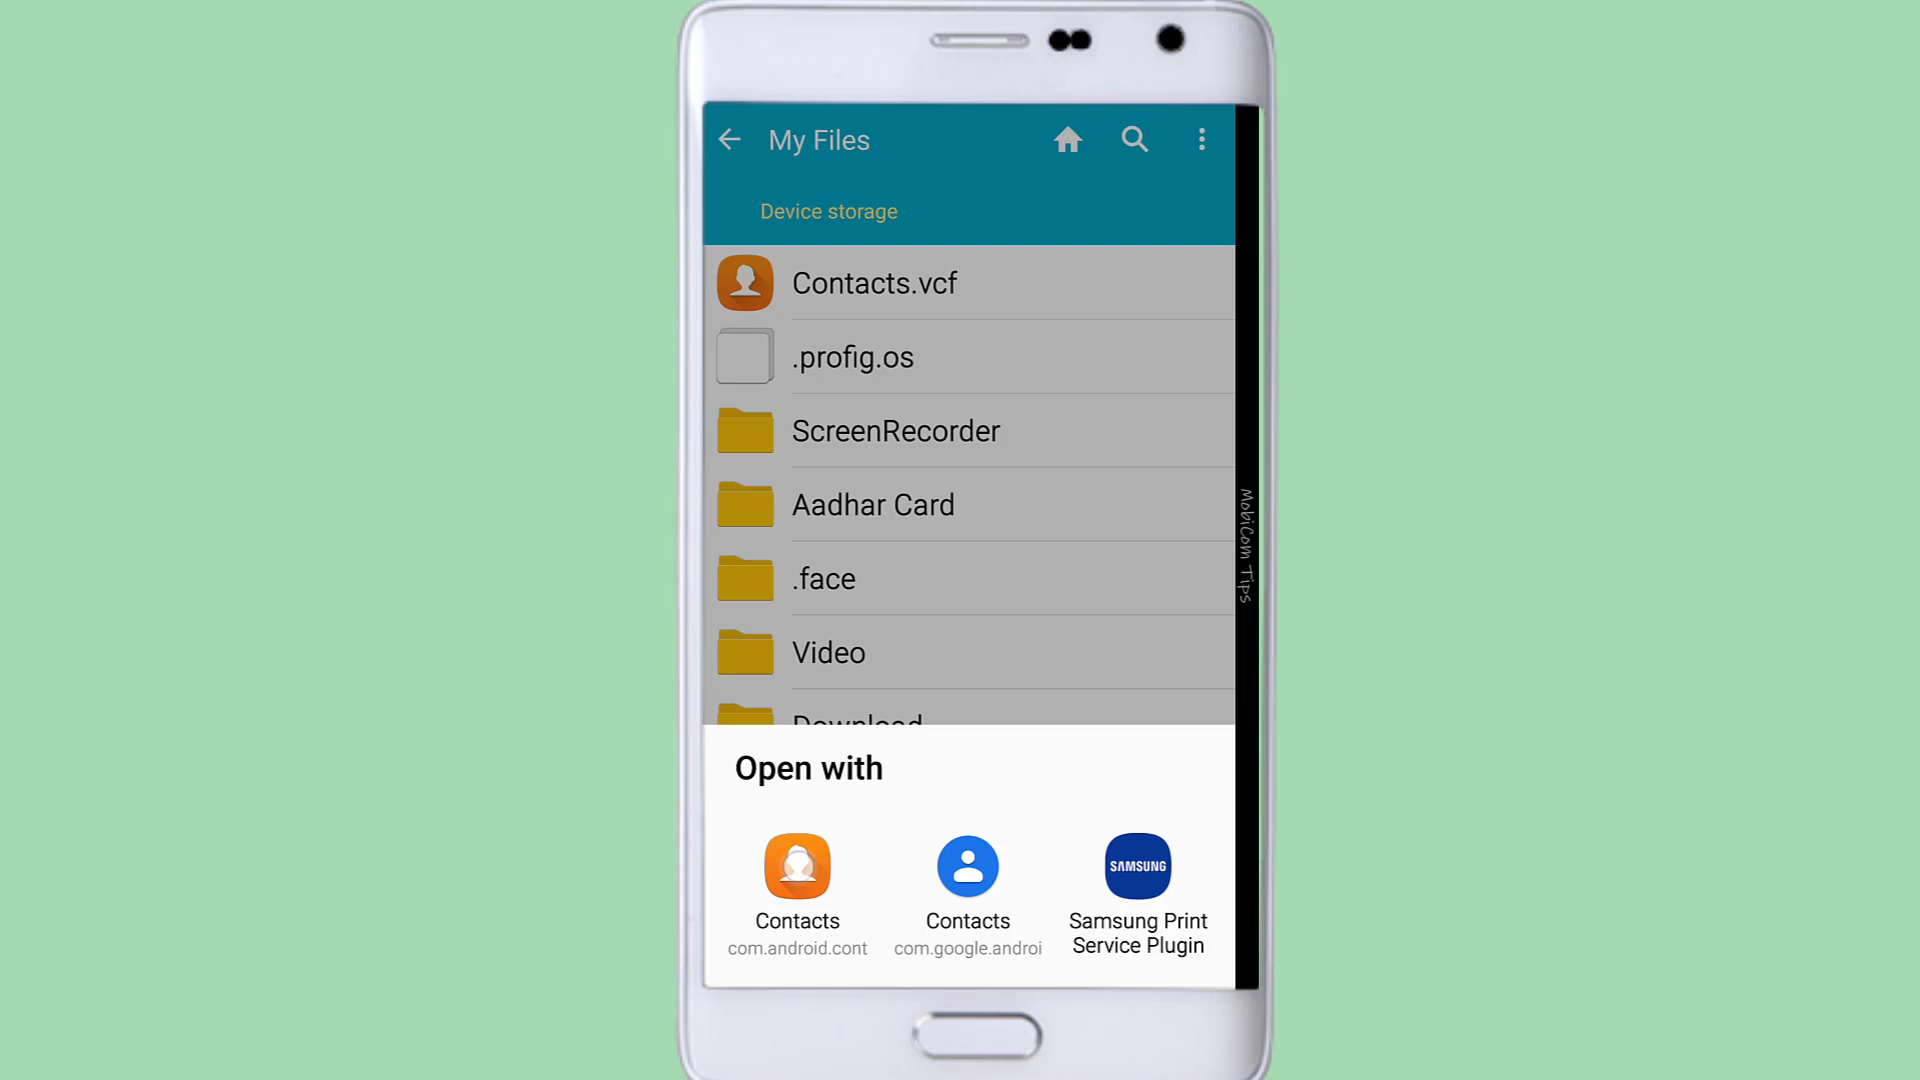 My Files
Device storage
Contacts.vcf
.profig.os
ScreenRecorder
Aadhar Card
.face
Video
Download
MobiCom Tips
Open with
SAMSUNG
Contacts
com.android.cont
Contacts
com.google.androi
Samsung Print
Service Plugin